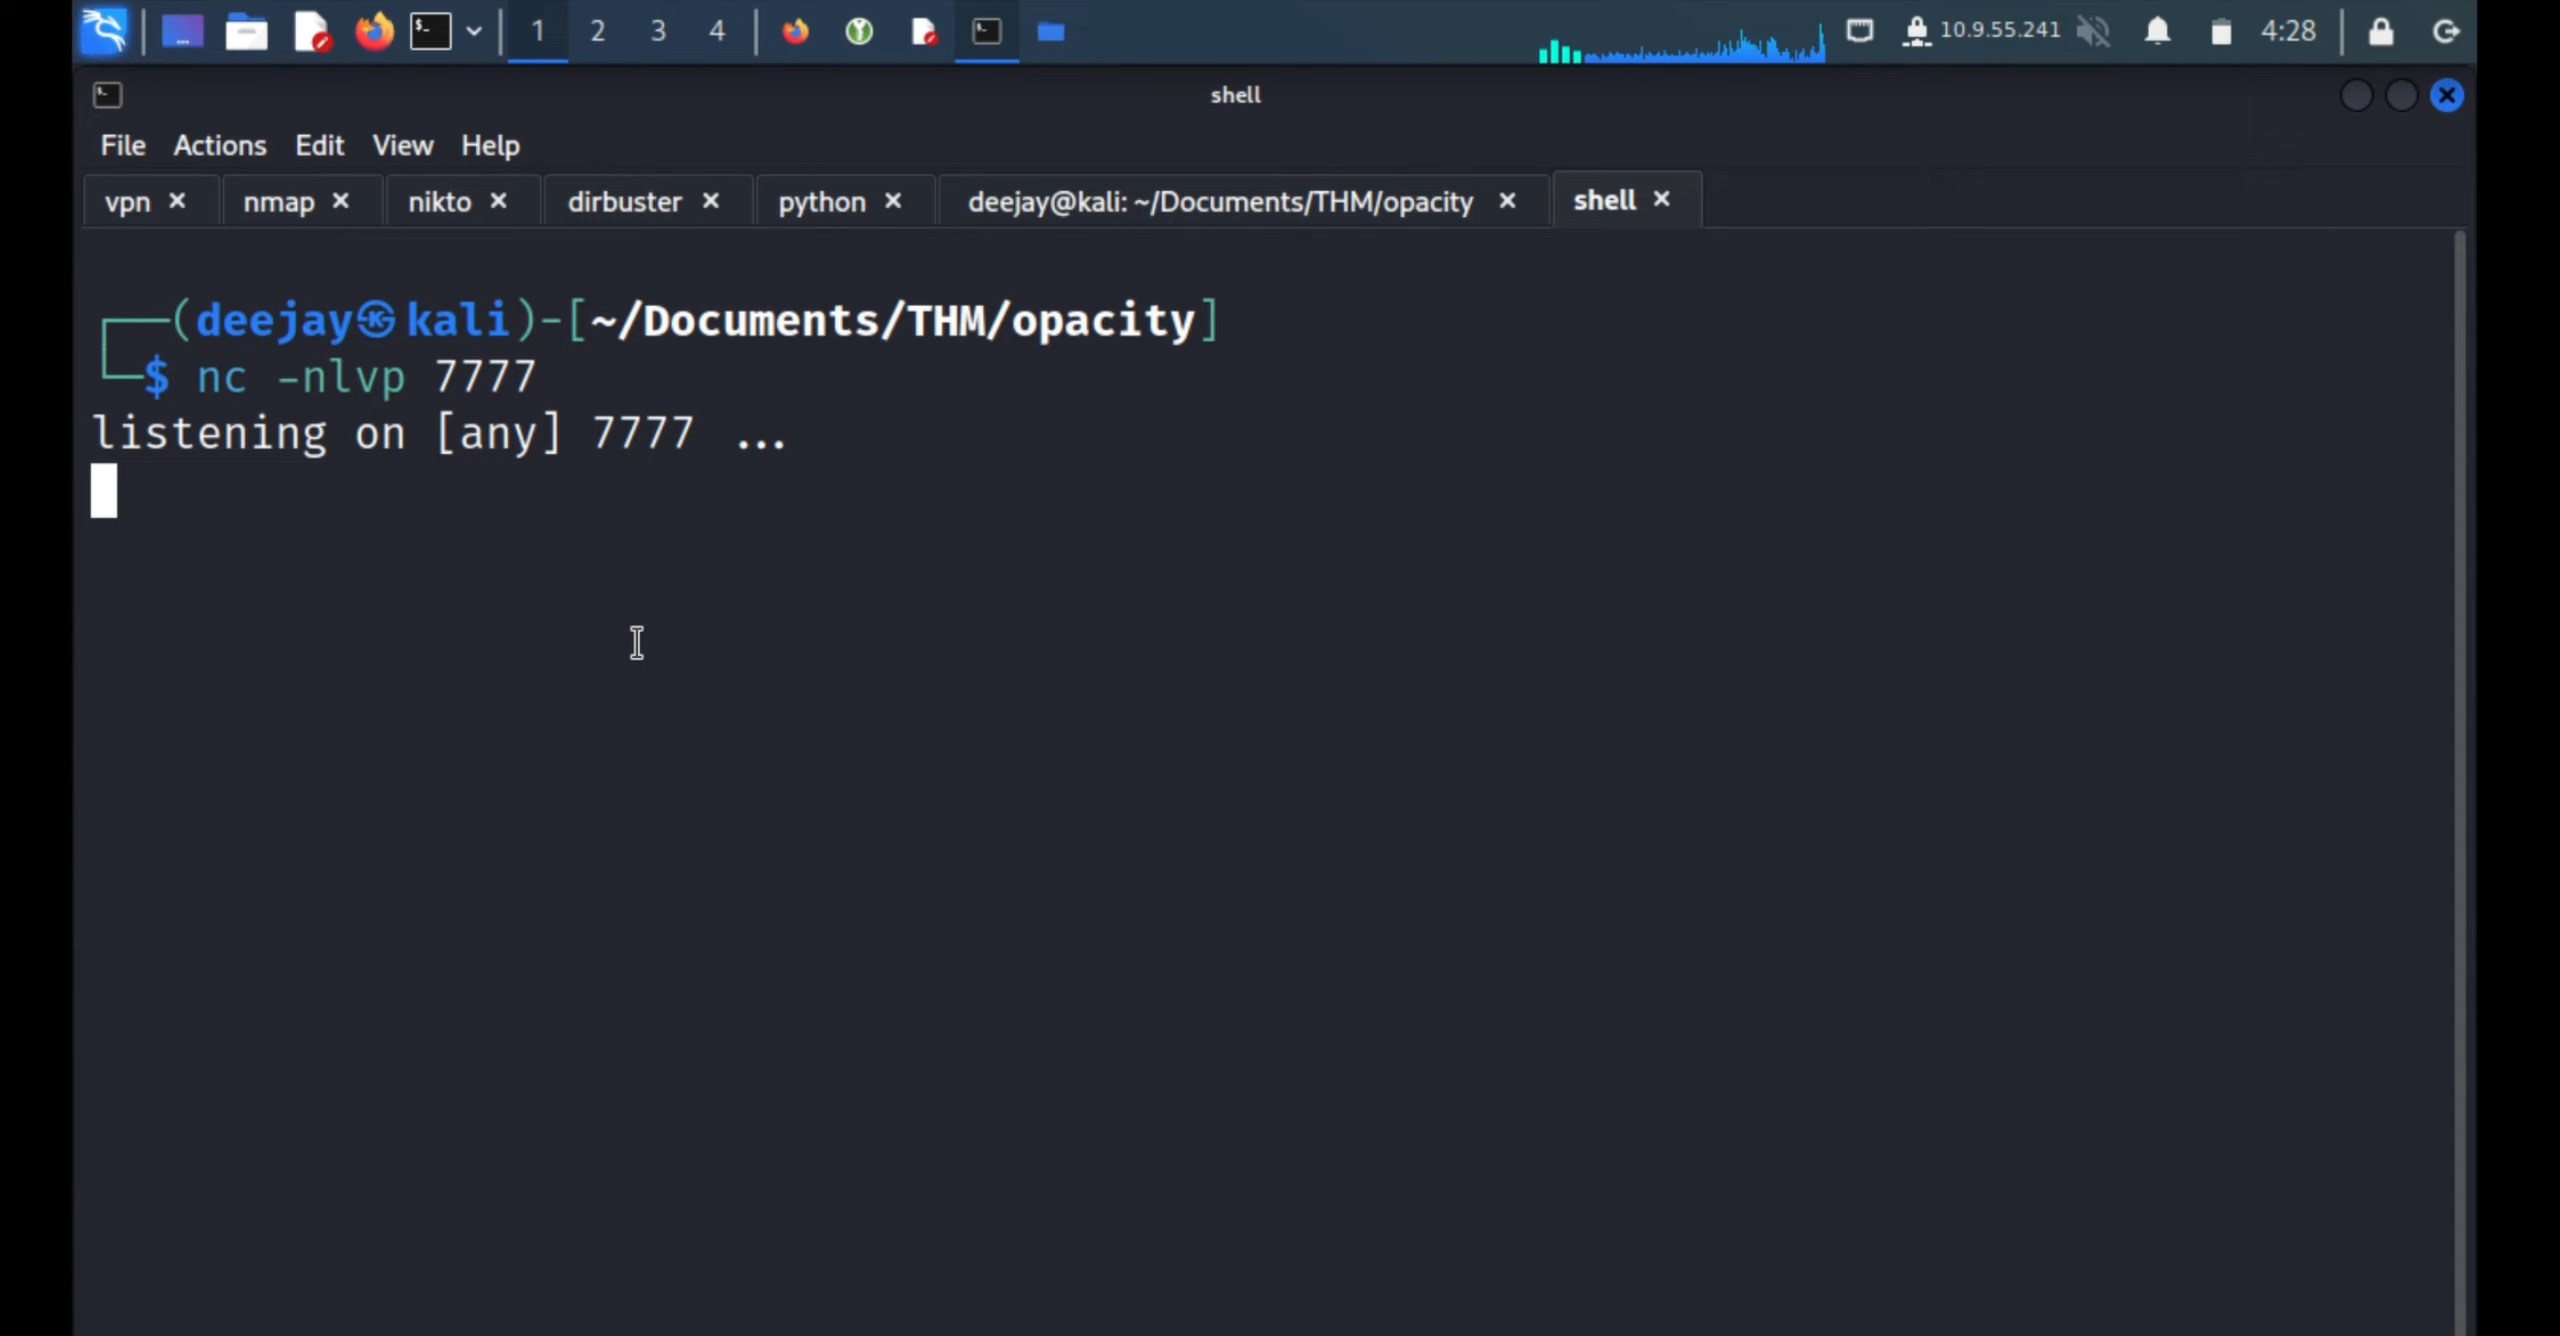 1 2 3 4 10.9.55.241 4:28
shell
File Actions Edit View Help
vpn × nmap × nikto × dirbuster × python × deejay@kali: ~/Documents/THM/opacity × shell ×
┌──(deejay㉿kali)-[~/Documents/THM/opacity]
└─$ nc -nlvp 7777
listening on [any] 7777 ...